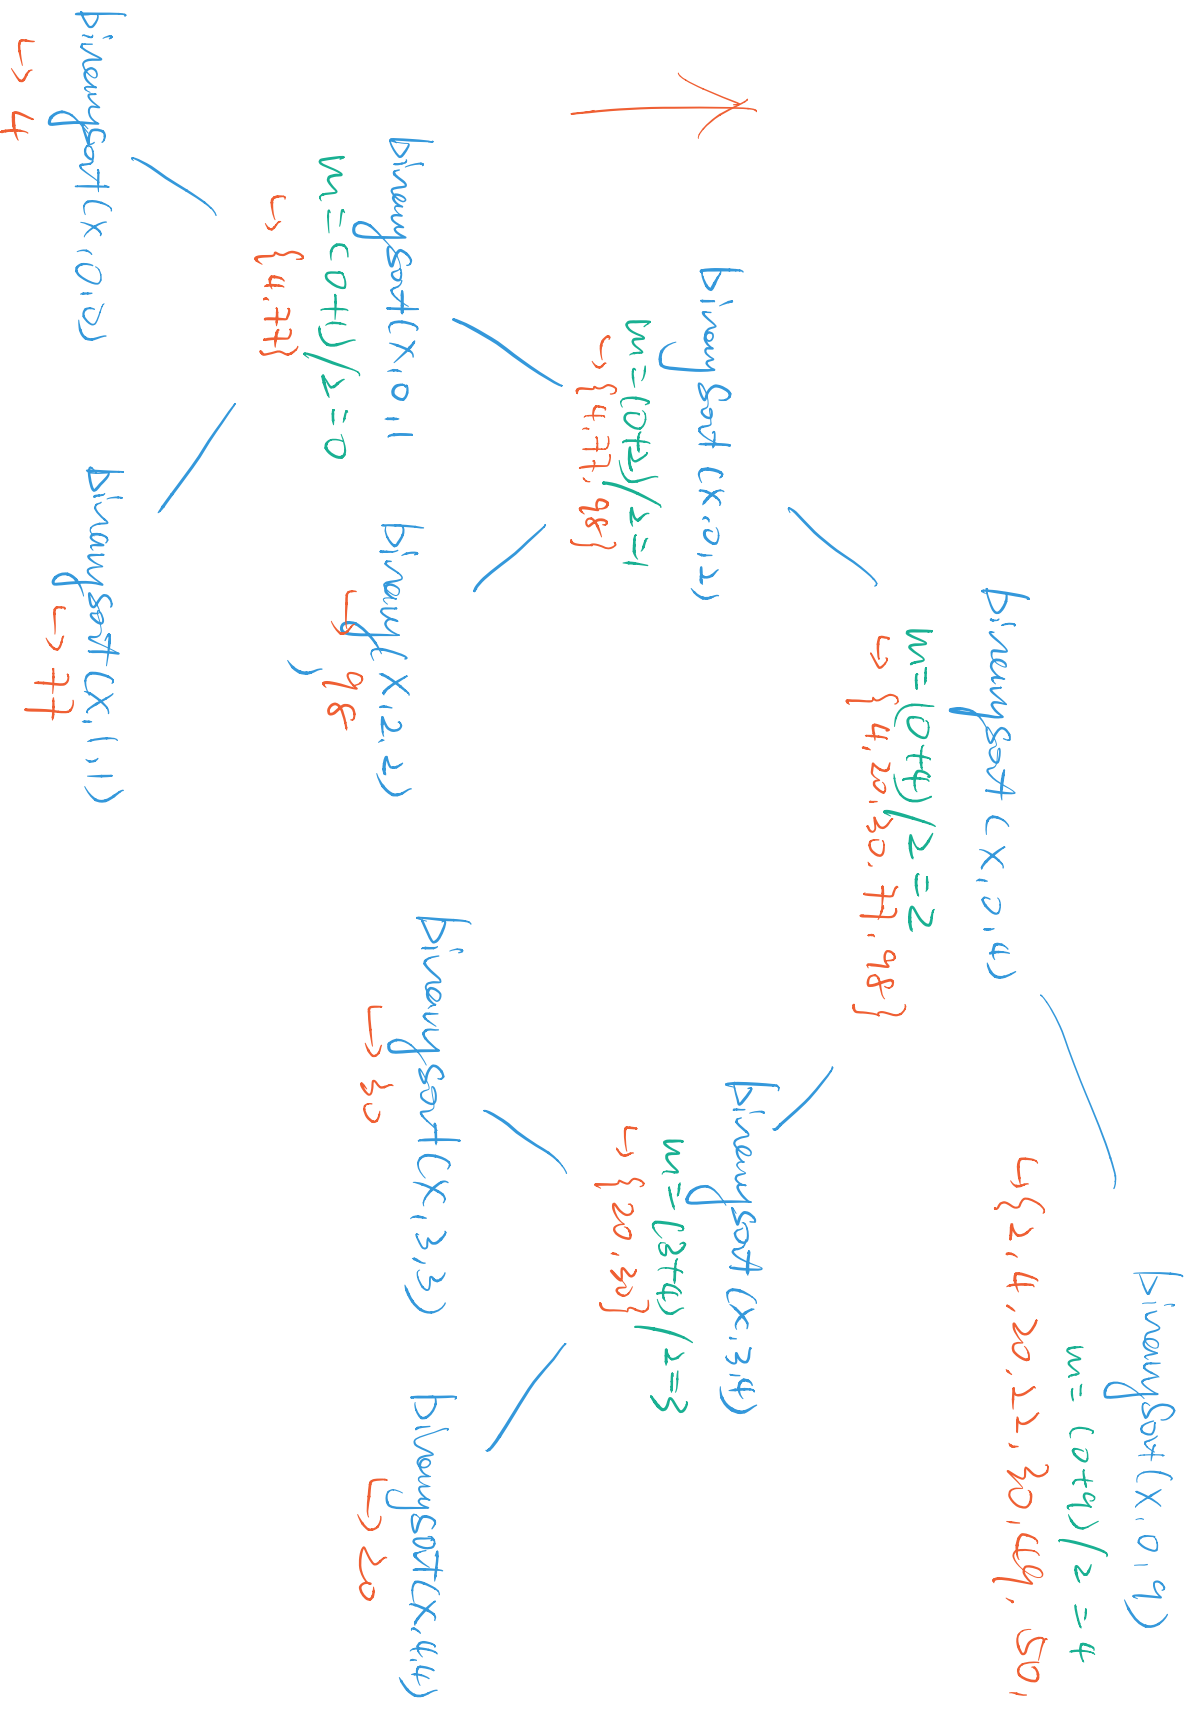 binarysort(x,0,9)
m=(0+9)/2=4
↳{2,4,20,22,30,49,50,
binarysort(x,0,4)
m=(0+4)/2=2
↳{4,20,30,77,98}
binarysort(x,0,2)
m=(0+2)/2=1
↳{4,77,98}
binarysort(x,3,4)
m=(3+4)/2=3
↳{20,30}
binarysort(x,0,1
m=(0+1)/2=0
↳{4,77}
binary(x,2,2)
↳98
binarysort(x,3,3)
↳30
binarysort(x,4,4)
↳20
binarysort(x,0,0)
↳4
binarysort(x,1,1)
↳77